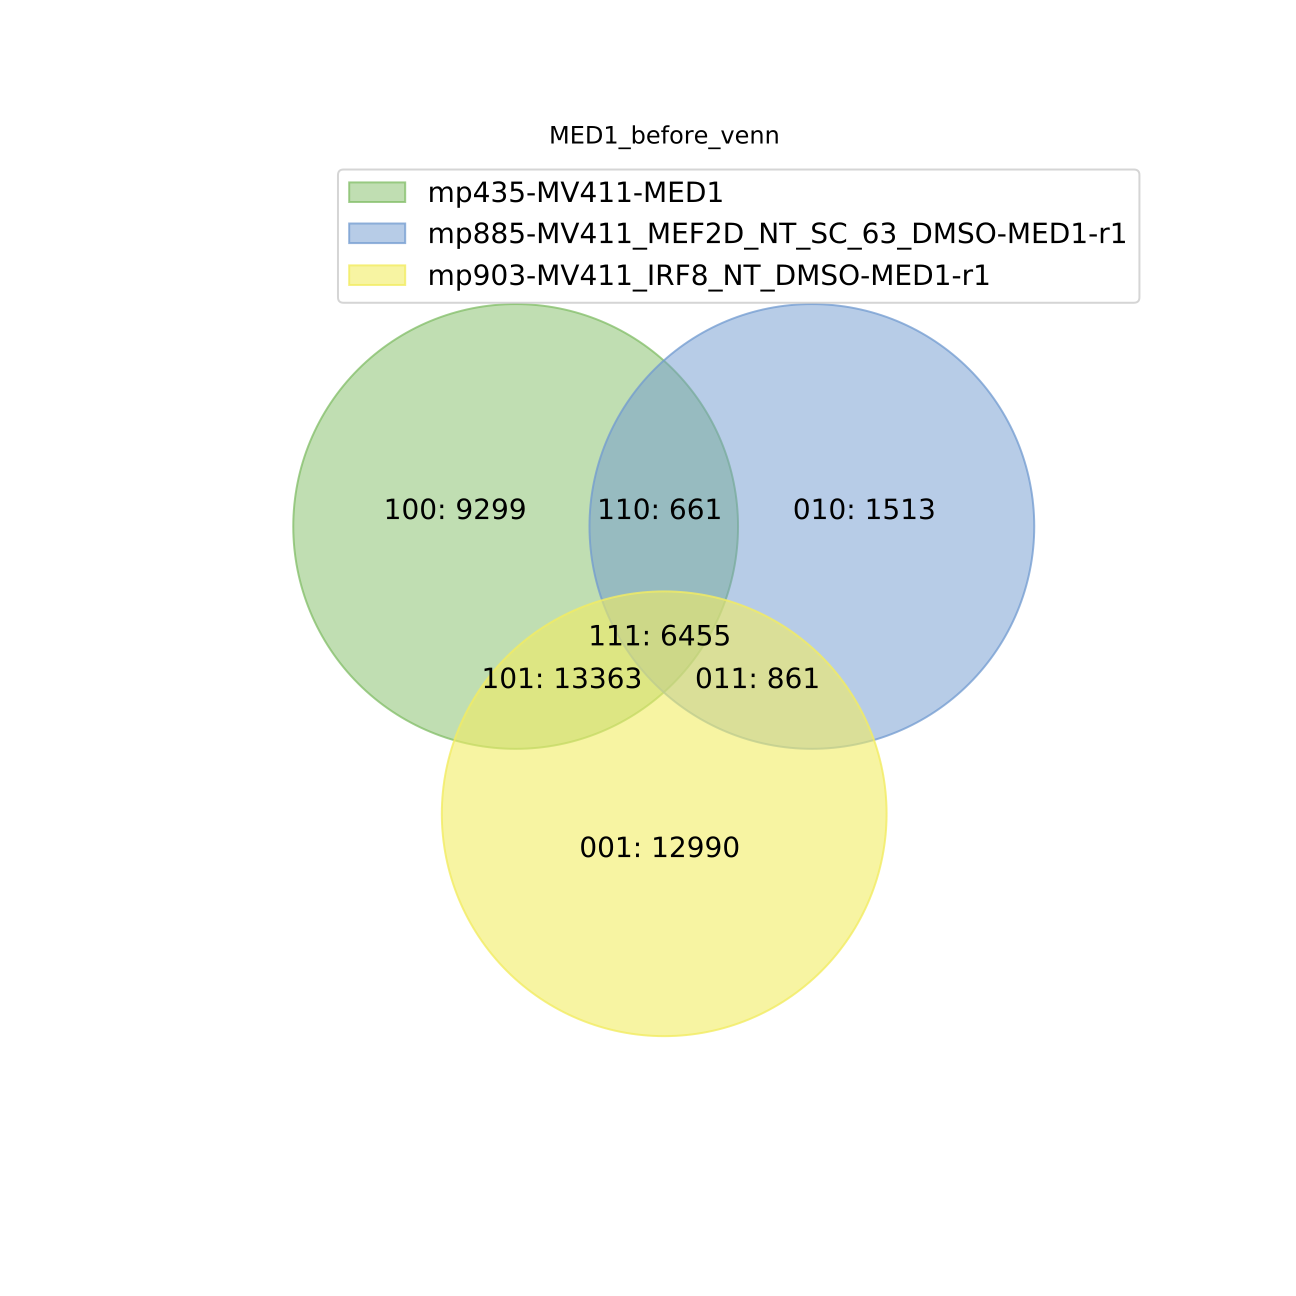 MED1_before_venn
mp435-MV411-MED1
mp885-MV411_MEF2D_NT_SC_63_DMSO-MED1-r1
mp903-MV411_IRF8_NT_DMSO-MED1-r1
100: 9299
110: 661
010: 1513
111: 6455
101: 13363
011: 861
001: 12990